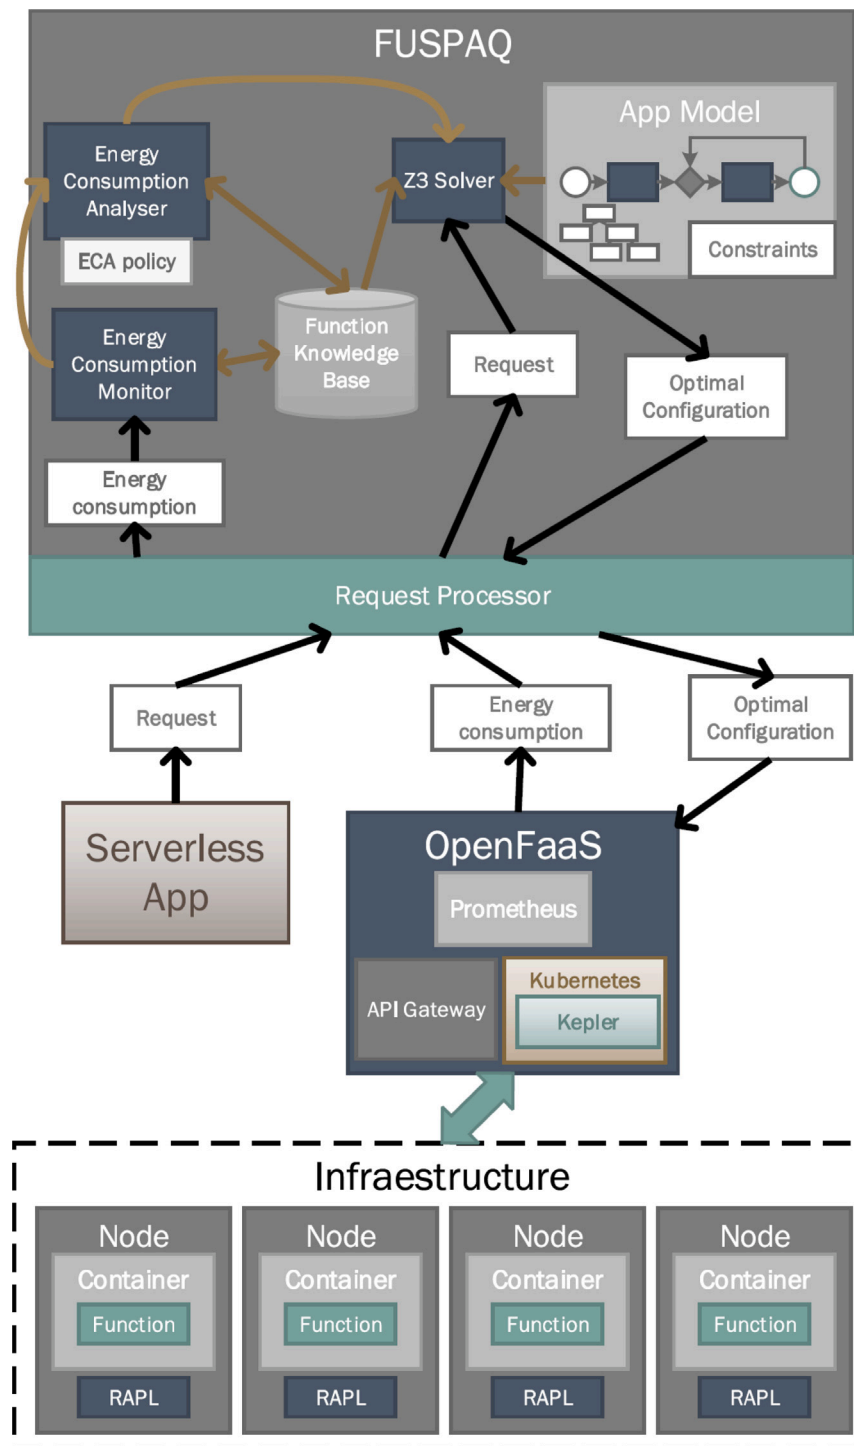 FUSPAQ
Energy
Consumption
Analyser
ECA policy
Z3 Solver
App Model
Constraints
Energy
Consumption
Monitor
Function
Knowledge
Base
Request
Optimal
Configuration
Energy
consumption
Request Processor
Request
Energy
consumption
Optimal
Configuration
Serverless
App
OpenFaaS
Prometheus
API Gateway
Kubernetes
Kepler
Infraestructure
Node
Container
Function
RAPL
Node
Container
Function
RAPL
Node
Container
Function
RAPL
Node
Container
Function
RAPL